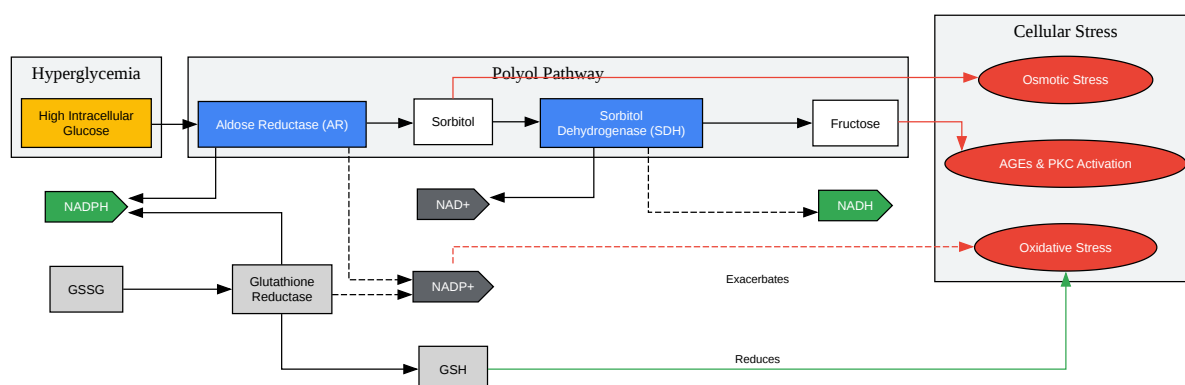 Cellular Stress
Hyperglycemia
Polyol Pathway
High Intracellular
Glucose
Aldose Reductase (AR)
Sorbitol
Sorbitol
Dehydrogenase (SDH)
Fructose
Osmotic Stress
AGEs & PKC Activation
NADPH
NAD+
NADH
Oxidative Stress
GSSG
Glutathione
Reductase
NADP+
Exacerbates
GSH
Reduces